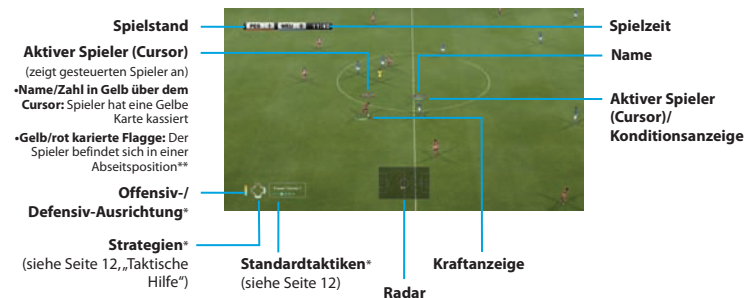 Spielstand
Aktiver Spieler (Cursor)
(zeigt gesteuerten Spieler an)
•Name/Zahl in Gelb über dem
Cursor: Spieler hat eine Gelbe
Karte kassiert
•Gelb/rot karierte Flagge: Der
Spieler befindet sich in einer
Abseitsposition**
Offensiv-/
Defensiv-Ausrichtung*
Strategien*
(siehe Seite 12, „Taktische
Hilfe“)
Standardtaktiken*
(siehe Seite 12)
Radar
Kraftanzeige
Spielzeit
Name
Aktiver Spieler
(Cursor)/
Konditionsanzeige